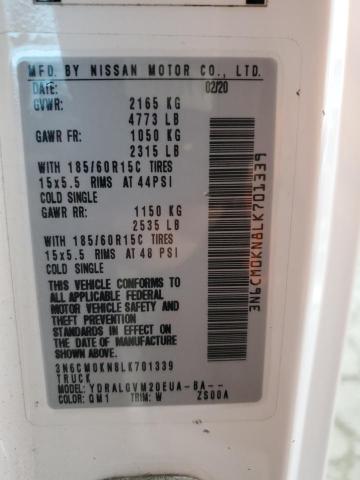 MFD. BY NISSAN MOTOR CO., LTD.
DATE: 02/20
GVWR: 2165 KG
4773 LB
GAWR FR: 1050 KG
2315 LB
WITH 185/60R15C TIRES
15x5.5 RIMS AT 44PSI
COLD SINGLE
GAWR RR: 1150 KG
2535 LB
WITH 185/60R15C TIRES
15x5.5 RIMS AT 48 PSI
COLD SINGLE
THIS VEHICLE CONFORMS TO
ALL APPLICABLE FEDERAL
MOTOR VEHICLE SAFETY
STANDARDS IN EFFECT ON THE
DATE OF MANUFACTURE
SHOWN ABOVE.
3N6CM0KN8LK701339
TRUCK
MODEL: YDRALGVM20EUA-BA--
COLOR: QM1 TRIM: W ZS00A
3N6CM0KN8LK701339